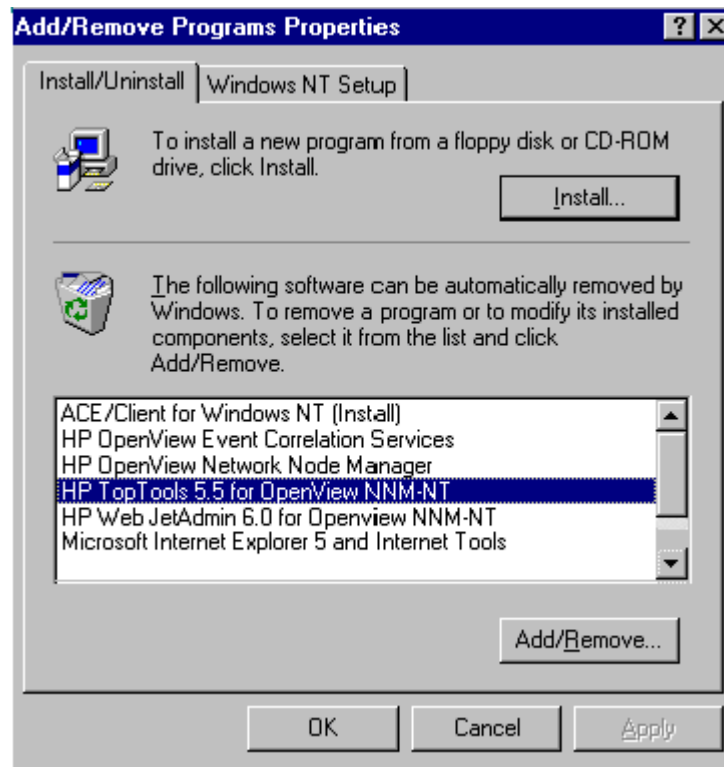 Add/Remove Programs Properties
Install/Uninstall
Windows NT Setup
To install a new program from a floppy disk or CD-ROM
drive, click Install.
Install...
The following software can be automatically removed by
Windows. To remove a program or to modify its installed
components, select it from the list and click
Add/Remove.
ACE/Client for Windows NT (Install)
HP OpenView Event Correlation Services
HP OpenView Network Node Manager
HP TopTools 5.5 for OpenView NNM-NT
HP Web JetAdmin 6.0 for Openview NNM-NT
Microsoft Internet Explorer 5 and Internet Tools
Add/Remove...
OK
Cancel
Apply